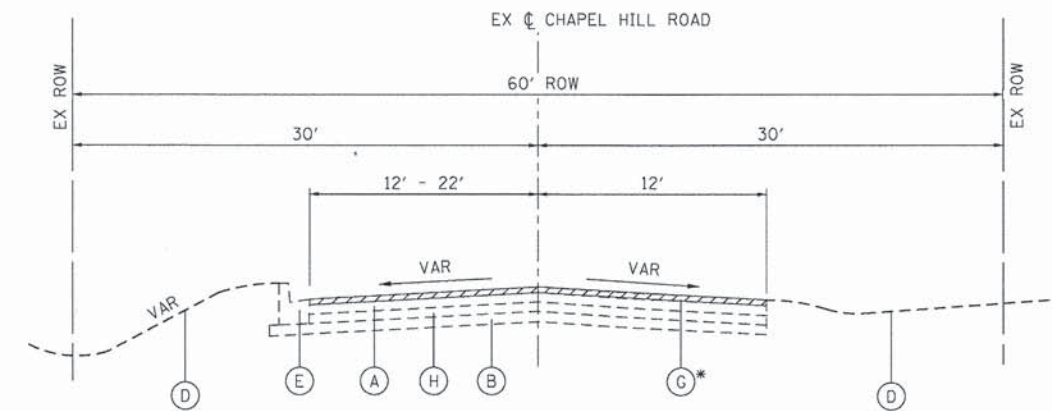 EX ℄ CHAPEL HILL ROAD
EX ROW
60' ROW
EX ROW
30'
30'
12' - 22'
12'
VAR
VAR
VAR
D
E
A
H
B
G*
D